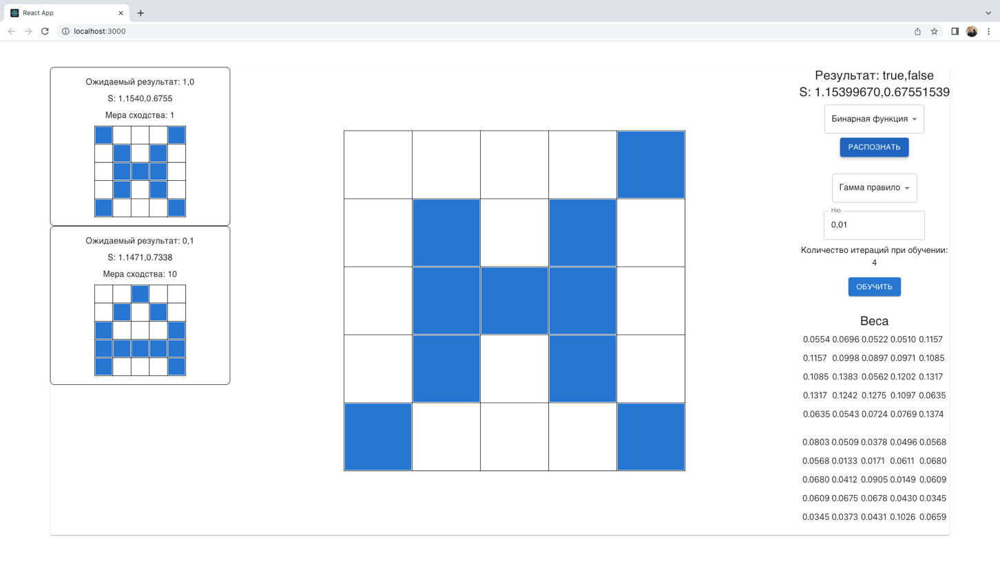 React App
localhost:3000
Ожидаемый результат: 1,0
S: 1.1540,0.6755
Мера сходства: 1
Ожидаемый результат: 0,1
S: 1.1471,0.7338
Мера сходства: 10
Результат: true,false
S: 1.15399670,0.67551539
Бинарная функция
РАСПОЗНАТЬ
Гамма правило
Ню
0,01
Количество итераций при обучении:
4
ОБУЧИТЬ
Веса
0.0554 0.0696 0.0522 0.0510 0.1157
0.1157 0.0998 0.0897 0.0971 0.1085
0.1085 0.1383 0.0562 0.1202 0.1317
0.1317 0.1242 0.1275 0.1097 0.0635
0.0635 0.0543 0.0724 0.0769 0.1374
0.0803 0.0509 0.0378 0.0496 0.0568
0.0568 0.0133 0.0171 0.0611 0.0680
0.0680 0.0412 0.0905 0.0149 0.0609
0.0609 0.0675 0.0678 0.0430 0.0345
0.0345 0.0373 0.0431 0.1026 0.0659